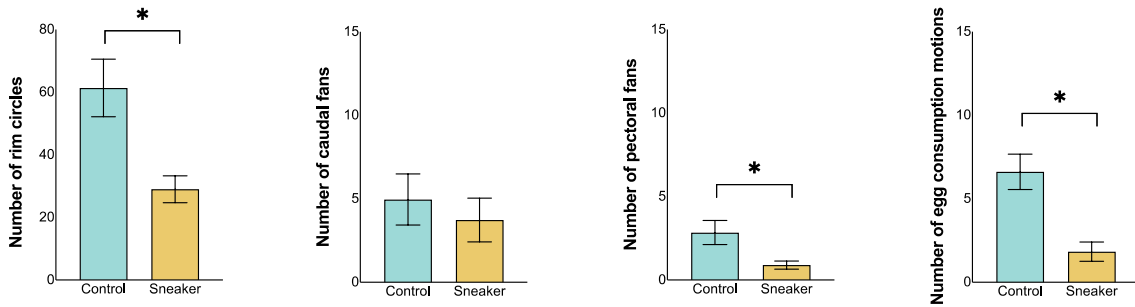 Number of rim circles
80
60
40
20
0
*
Control Sneaker
Number of caudal fans
15
10
5
0
Control Sneaker
Number of pectoral fans
15
10
5
0
*
Control Sneaker
Number of egg consumption motions
15
10
5
0
*
Control Sneaker